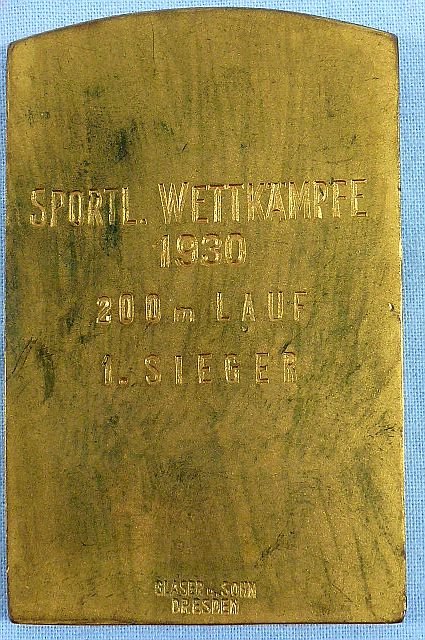 SPORTL. WETTKÄMPFE
1930
200 m LAUF
1. SIEGER
GLASER u. SOHN
DRESDEN